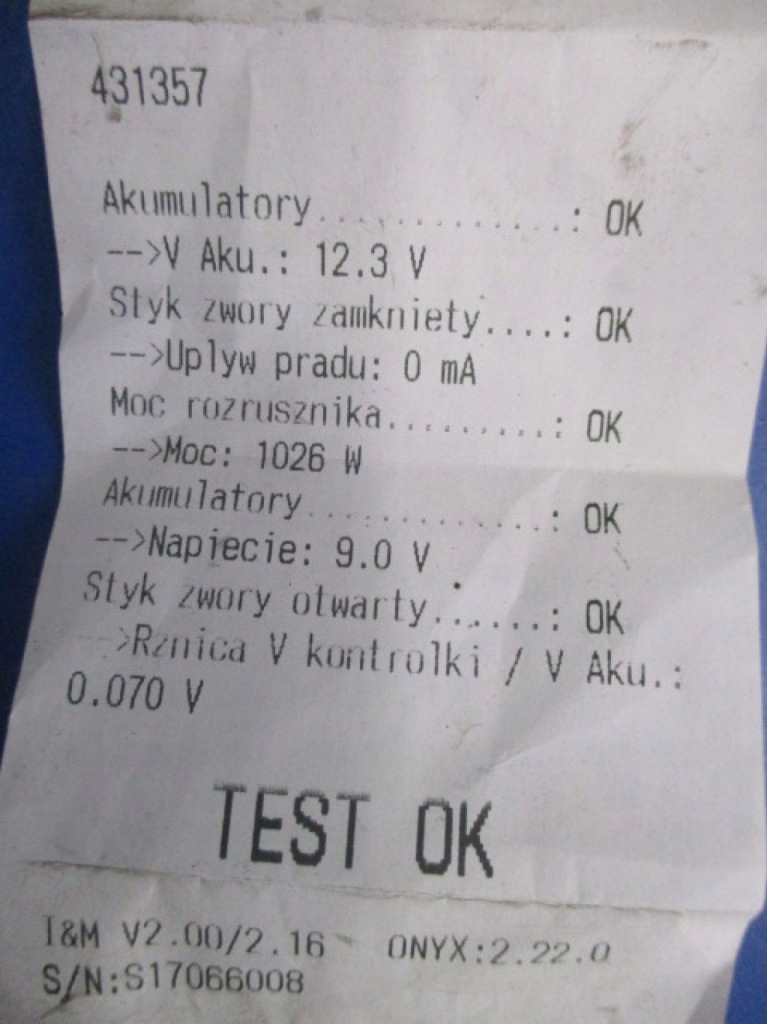 431357
Akumulatory...............: OK
-->V Aku.: 12.3 V
Styk zwory zamkniety....: OK
-->Uplyw pradu: 0 mA
Moc rozrusznika..........: OK
-->Moc: 1026 W
Akumulatory...............: OK
-->Napiecie: 9.0 V
Styk zwory otwarty.......: OK
-->Rznica V kontrolki / V Aku.:
0.070 V
TEST OK
I&M V2.00/2.16 ONYX:2.22.0
S/N:S17066008